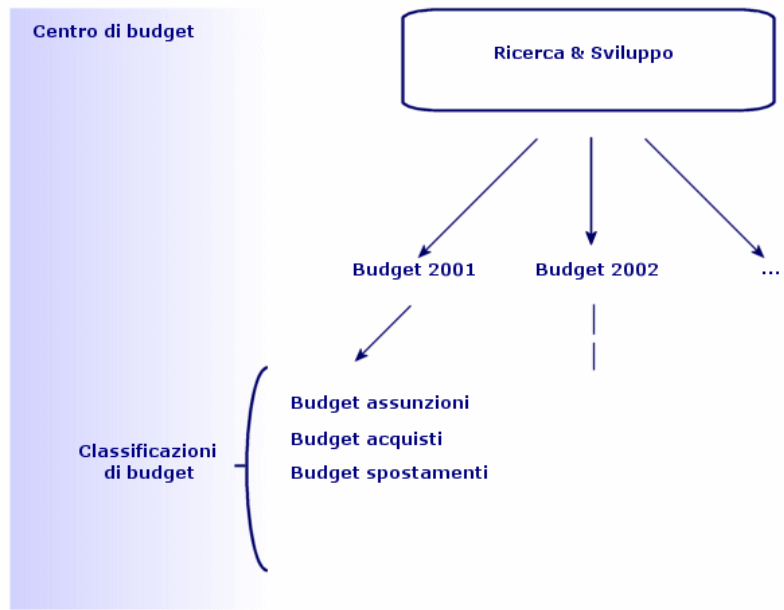 Centro di budget
Ricerca & Sviluppo
Budget 2001
Budget 2002
...
Budget assunzioni
Budget acquisti
Budget spostamenti
Classificazioni
di budget